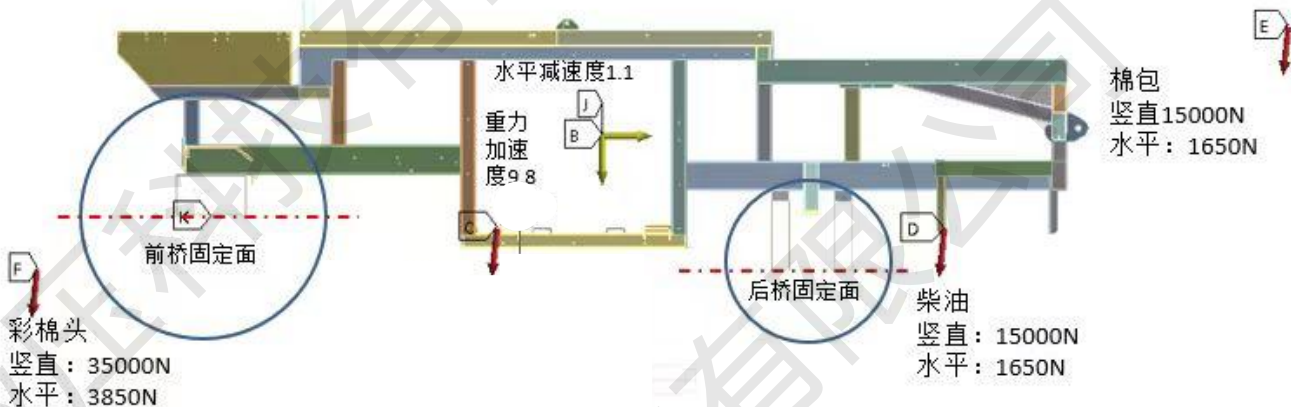 E
水平减速度1.1
棉包
竖直15000N
水平：1650N
J
重力
加速
度9 8
B
K
C
D
前桥固定面
F
后桥固定面
柴油
竖直：15000N
水平：1650N
彩棉头
竖直：35000N
水平：3850N